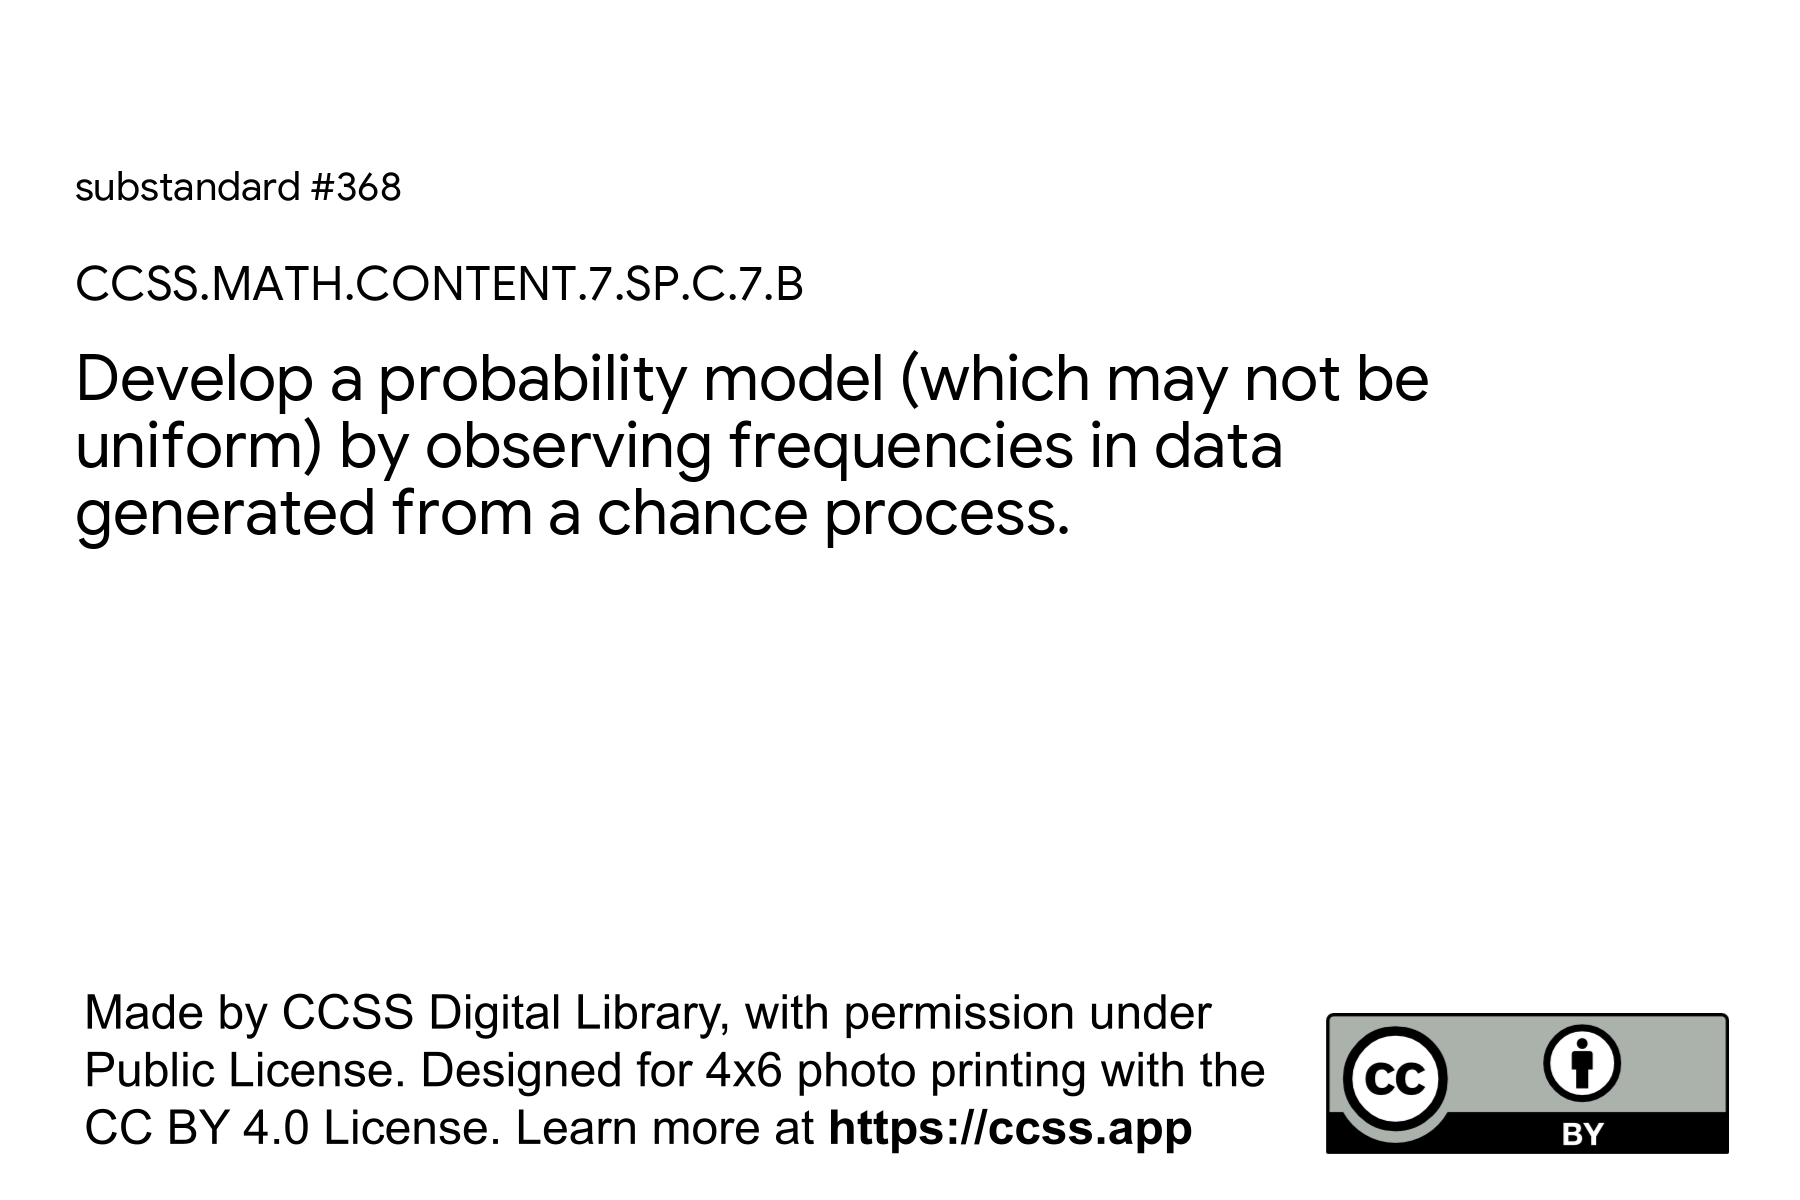 substandard #368
CCSS.MATH.CONTENT.7.SP.C.7.B
Develop a probability model (which may not be
uniform) by observing frequencies in data
generated from a chance process.
Made by CCSS Digital Library, with permission under
Public License. Designed for 4x6 photo printing with the
CC BY 4.0 License. Learn more at https://ccss.app
CC
BY